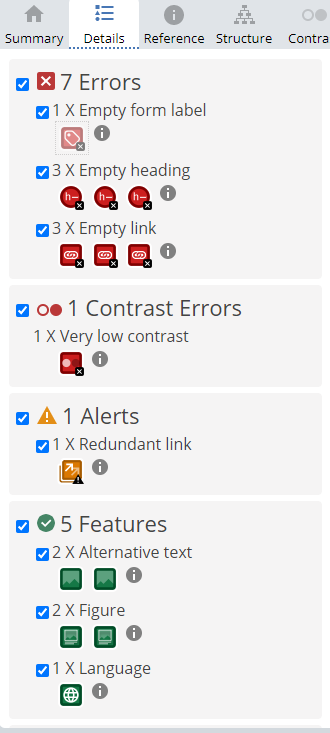 Summary Details Reference Structure Contra
7 Errors
1 X Empty form label
3 X Empty heading
h- h- h-
3 X Empty link
1 Contrast Errors
1 X Very low contrast
1 Alerts
1 X Redundant link
5 Features
2 X Alternative text
2 X Figure
1 X Language